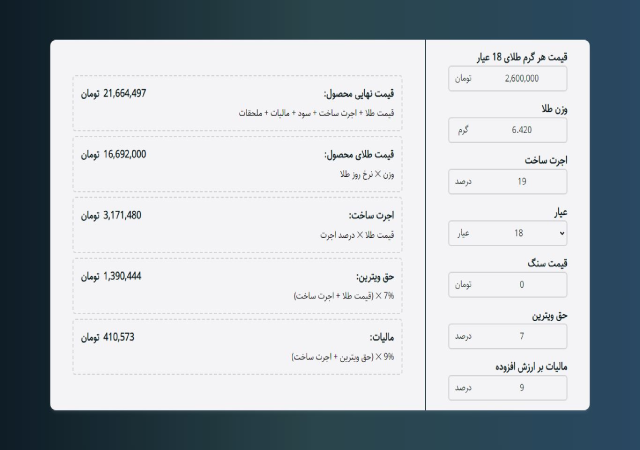 قیمت هر گرم طلای 18 عیار
2,600,000 تومان
وزن طلا
6.420 گرم
اجرت ساخت
19 درصد
عیار
18 عیار
قیمت سنگ
0 تومان
حق ویترین
7 درصد
مالیات بر ارزش افزوده
9 درصد
قیمت نهایی محصول: 21,664,497 تومان
قیمت طلا + اجرت ساخت + سود + مالیات + ملحقات
قیمت طلای محصول: 16,692,000 تومان
وزن X نرخ روز طلا
اجرت ساخت: 3,171,480 تومان
قیمت طلا X درصد اجرت
حق ویترین: 1,390,444 تومان
7% X (قیمت طلا + اجرت ساخت)
مالیات: 410,573 تومان
9% X (حق ویترین + اجرت ساخت)